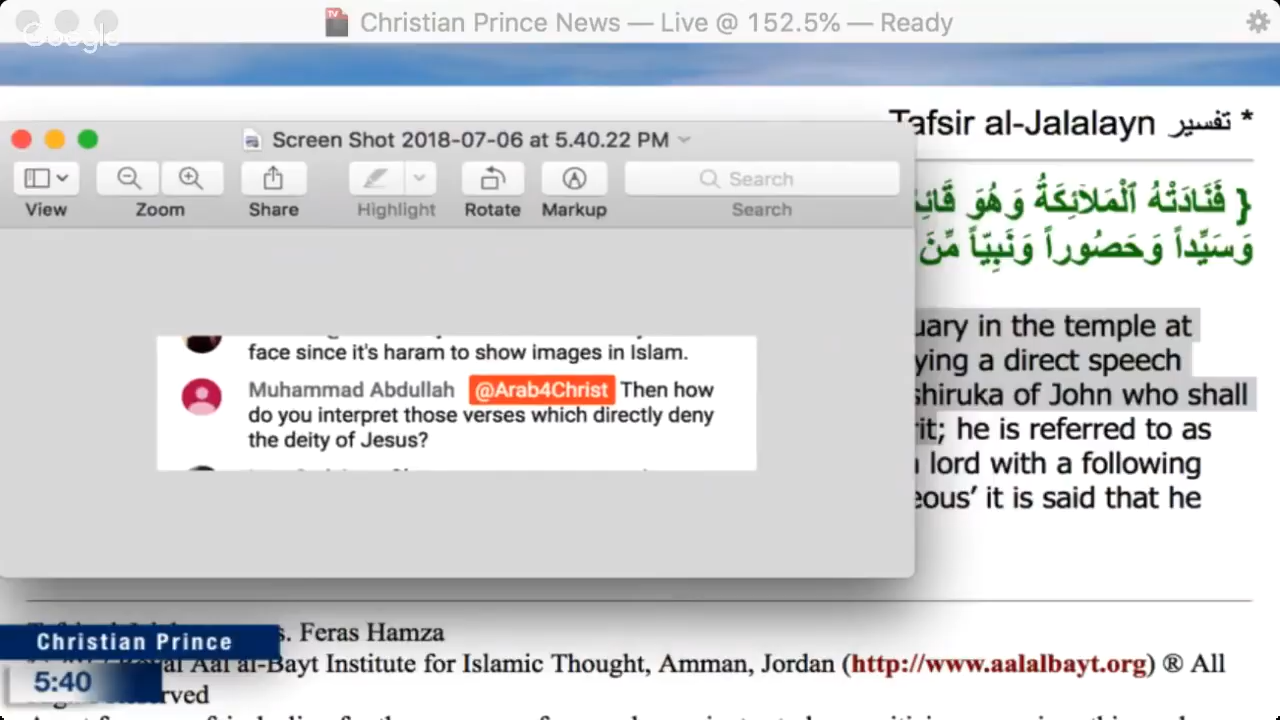 Google
Christian Prince News — Live @ 152.5% — Ready
Tafsir al-Jalalayn تفسير *
Screen Shot 2018-07-06 at 5.40.22 PM
View
Zoom
Share
Highlight
Rotate
Markup
Search
Search
{ فَنَادَتْهُ ٱلْمَلاۤئِكَةُ وَهُوَ
وَسَيِّداً وَحَصُوراً وَنَبِيّاً مِّنَ
face since it's haram to show images in Islam.
Muhammad Abdullah @Arab4Christ Then how
do you interpret those verses which directly deny
the deity of Jesus?
uary in the temple at
ying a direct speech
shiruka of John who shall
rit; he is referred to as
lord with a following
eous' it is said that he
s. Feras Hamza
Royal Aal al-Bayt Institute for Islamic Thought, Amman, Jordan (http://www.aalalbayt.org) ® All
rved
Christian Prince
5:40